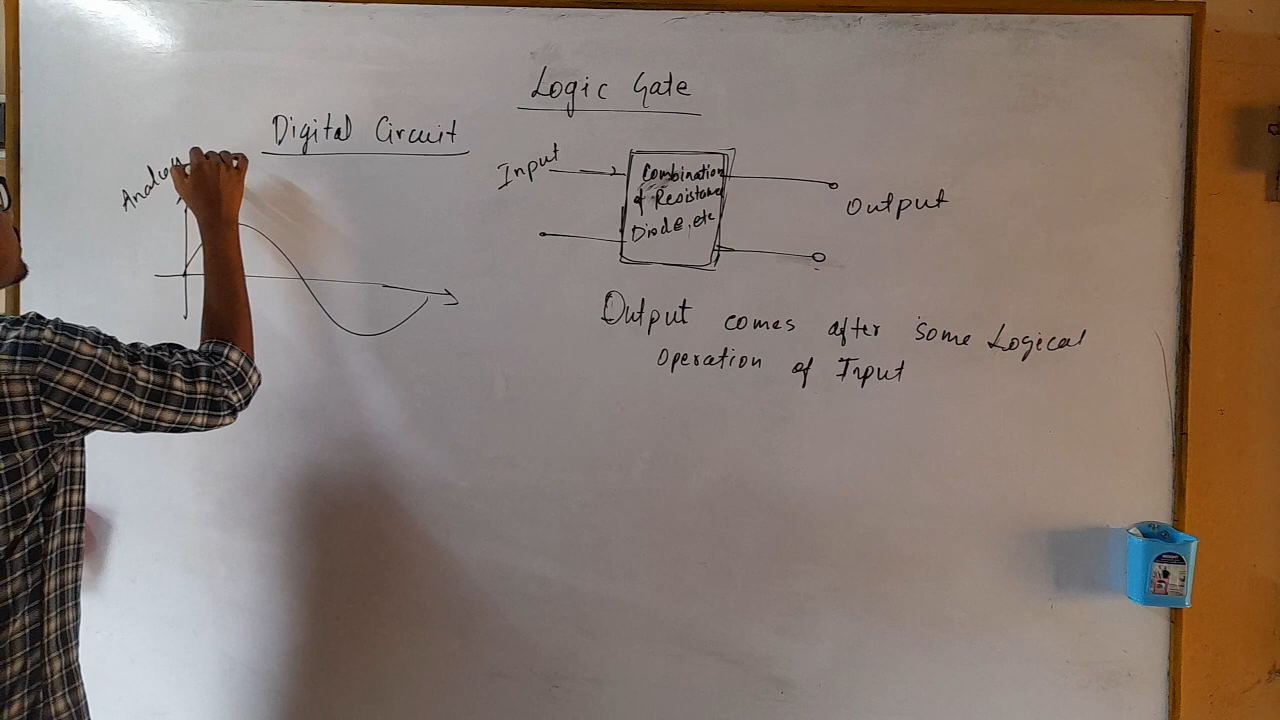 Logic Gate
Digital Circuit
Analog
Input
Combination
of Resistance
Diode, etc
Output
Output comes after some Logical
Operation of Input